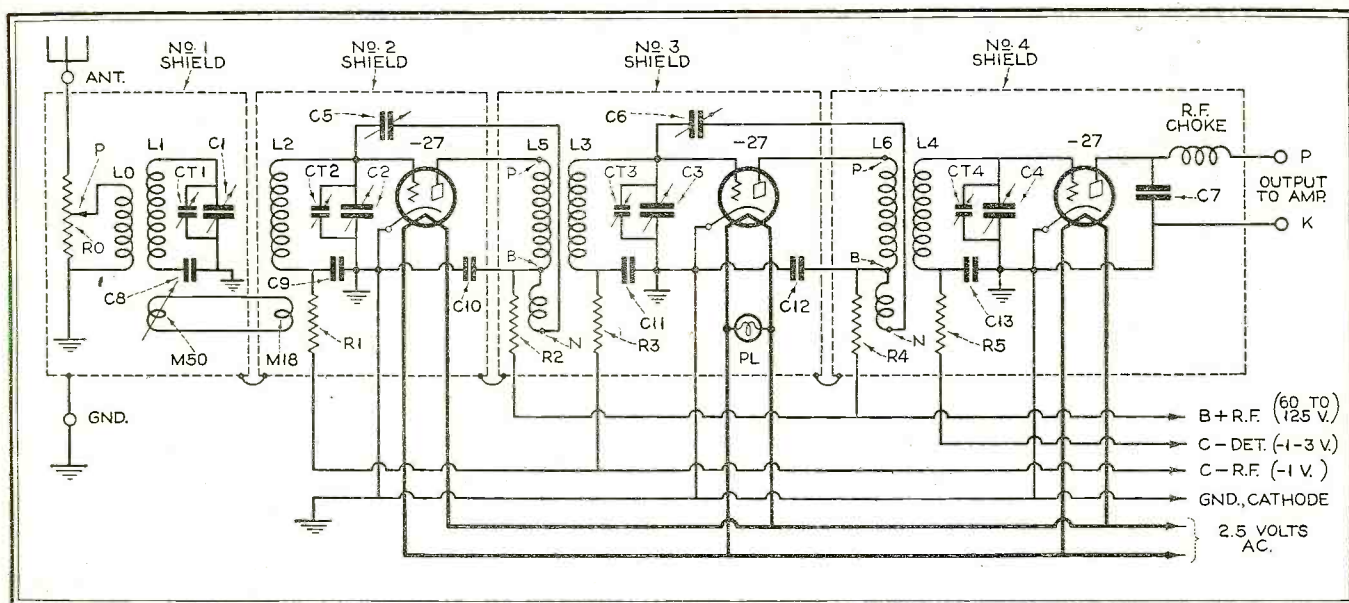 No. 1
SHIELD
No. 2
SHIELD
No. 3
SHIELD
No. 4
SHIELD
ANT.
P
R0
L0
L1
CT1
C1
C8
M50
M18
GND.
L2
CT2
C2
C5
-27
C9
R1
C10
L5
P
B
N
R2
L3
CT3
C3
C6
-27
C11
R3
PL
C12
L6
P
B
N
R4
L4
CT4
C4
-27
C13
R5
R.F.
CHOKE
C7
P
OUTPUT
TO AMP.
K
B+R.F. (60 TO
125 V.)
C-DET. (-1-3 V.)
C-R.F. (-1 V.)
GND., CATHODE
2.5 VOLTS
AC.